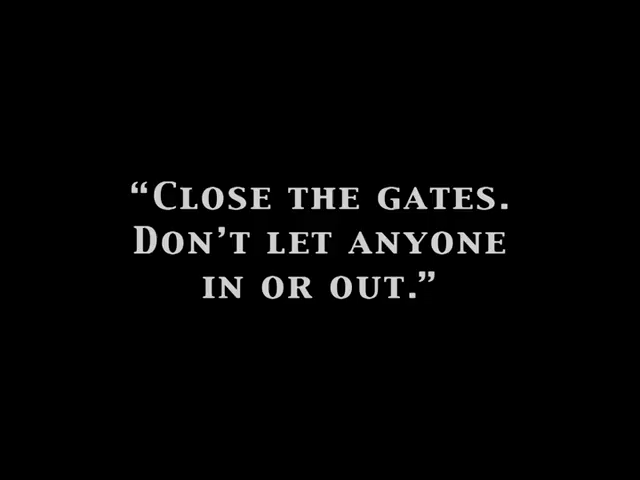 “Close the gates.
Don’t let anyone
in or out.”